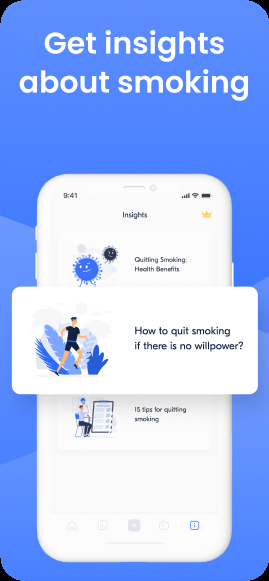 Get insights
about smoking
9:41
Insights
Quitting Smoking:
Health Benefits
How to quit smoking
if there is no willpower?
15 tips for quitting
smoking